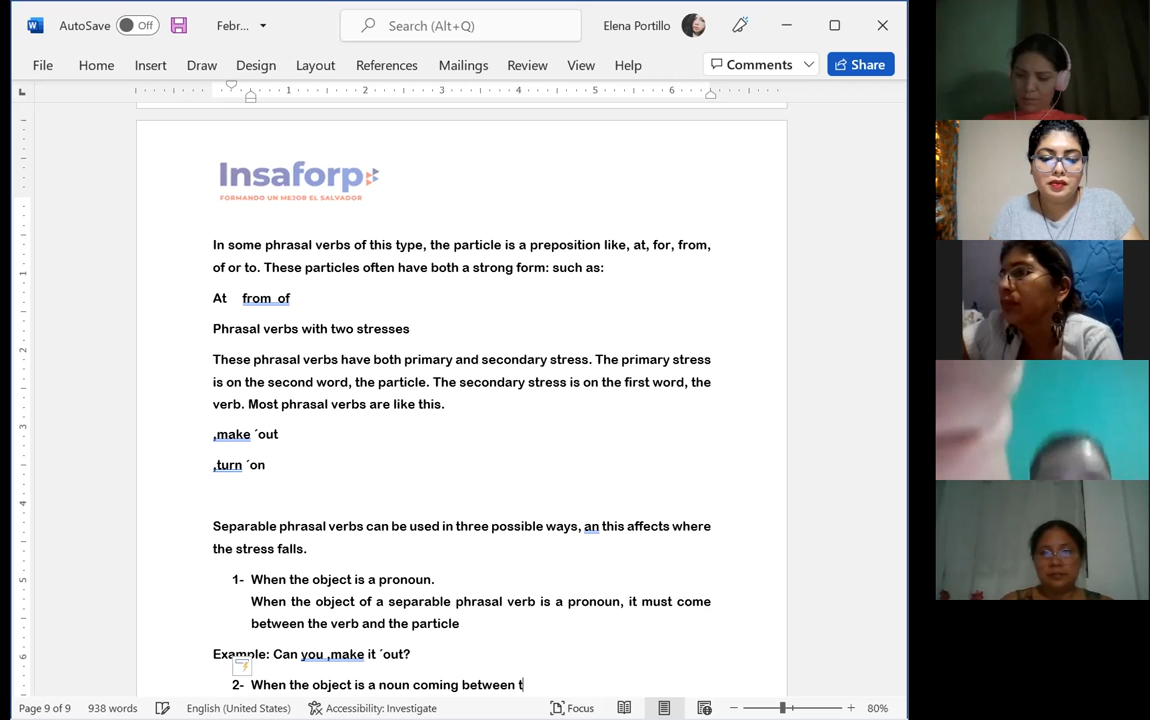 AutoSave Off Febr... Search (Alt+Q) Elena Portillo
File Home Insert Draw Design Layout References Mailings Review View Help Comments Share
1 2 3 4 5 6
Insaforp
FORMANDO UN MEJOR EL SALVADOR
In some phrasal verbs of this type, the particle is a preposition like, at, for, from,
of or to. These particles often have both a strong form: such as:
At from of
Phrasal verbs with two stresses
These phrasal verbs have both primary and secondary stress. The primary stress
is on the second word, the particle. The secondary stress is on the first word, the
verb. Most phrasal verbs are like this.
,make ´out
,turn ´on
Separable phrasal verbs can be used in three possible ways, an this affects where
the stress falls.
1- When the object is a pronoun.
When the object of a separable phrasal verb is a pronoun, it must come
between the verb and the particle
Example: Can you ,make it ´out?
2- When the object is a noun coming between t
Page 9 of 9 938 words English (United States) Accessibility: Investigate Focus 80%